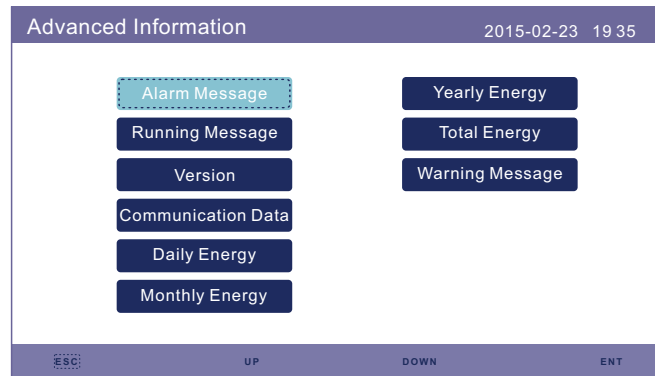 Advanced Information
2015-02-23 19 35
Alarm Message
Running Message
Version
Communication Data
Daily Energy
Monthly Energy
Yearly Energy
Total Energy
Warning Message
ESC UP DOWN ENT